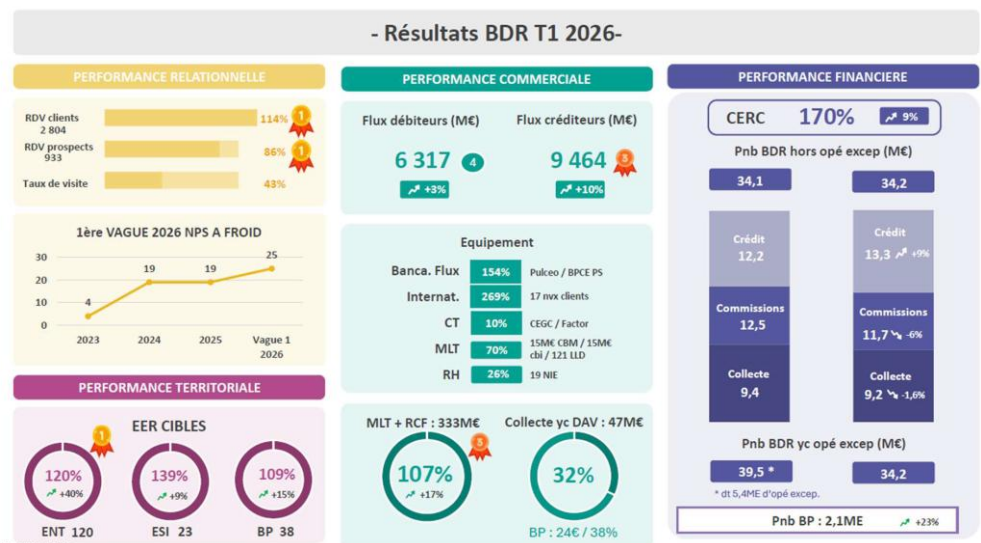 - Résultats BDR T1 2026-
PERFORMANCE RELATIONNELLE
RDV clients
2 804
114%
1
RDV prospects
933
86%
1
Taux de visite
43%
1ère VAGUE 2026 NPS A FROID
30
20
10
0
4
19
19
25
2023
2024
2025
Vague 1
2026
PERFORMANCE TERRITORIALE
EER CIBLES
1
120%
+40%
ENT 120
139%
+9%
ESI 23
109%
+15%
BP 38
PERFORMANCE COMMERCIALE
Flux débiteurs (M€)
6 317
4
+3%
Flux créditeurs (M€)
9 464
3
+10%
Equipement
Banca. Flux 154% Pulceo / BPCE PS
Internat. 269% 17 nvx clients
CT 10% CEGC / Factor
MLT 70% 15M€ CBM / 15M€
cbi / 121 LLD
RH 26% 19 NIE
MLT + RCF : 333M€
3
107%
+17%
Collecte yc DAV : 47M€
32%
BP : 24€ / 38%
PERFORMANCE FINANCIERE
CERC 170% 9%
Pnb BDR hors opé excep (M€)
34,1
34,2
Crédit
12,2
Commissions
12,5
Collecte
9,4
Crédit
13,3 +9%
Commissions
11,7 -6%
Collecte
9,2 -1,6%
Pnb BDR yc opé excep (M€)
39,5 *
34,2
* dt 5,4ME d'opé excep.
Pnb BP : 2,1ME +23%